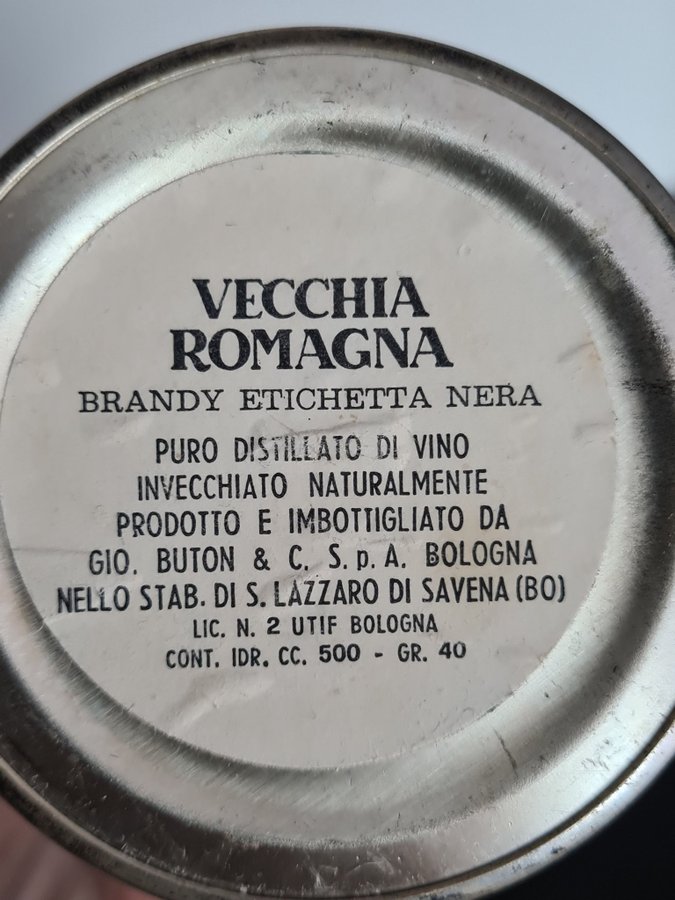 VECCHIA
ROMAGNA
BRANDY ETICHETTA NERA
PURO DISTILLATO DI VINO
INVECCHIATO NATURALMENTE
PRODOTTO E IMBOTTIGLIATO DA
GIO. BUTON & C. S.p.A. BOLOGNA
NELLO STAB. DI S. LAZZARO DI SAVENA (BO)
LIC. N. 2 UTIF BOLOGNA
CONT. IDR. CC. 500 - GR. 40